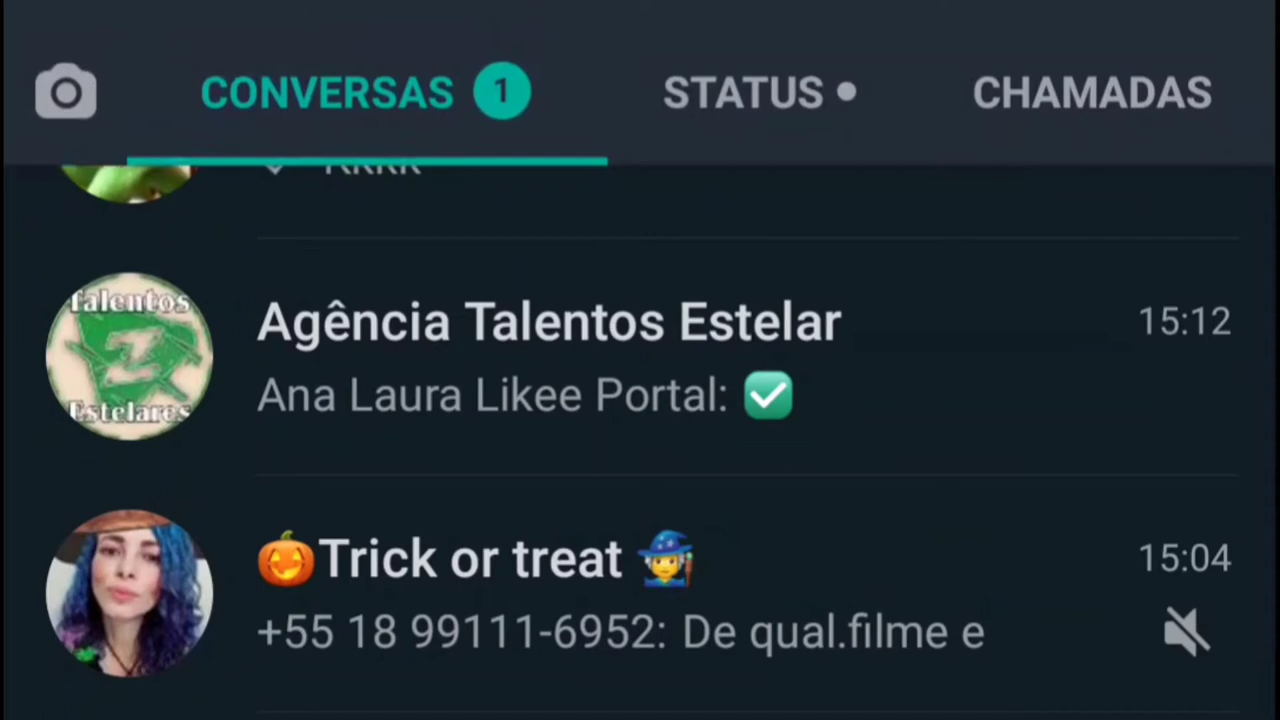 CONVERSAS 1 STATUS CHAMADAS
Talentos
Estelares
Agência Talentos Estelar 15:12
Ana Laura Likee Portal: ✅
🎃Trick or treat 🧙 15:04
+55 18 99111-6952: De qual.filme e